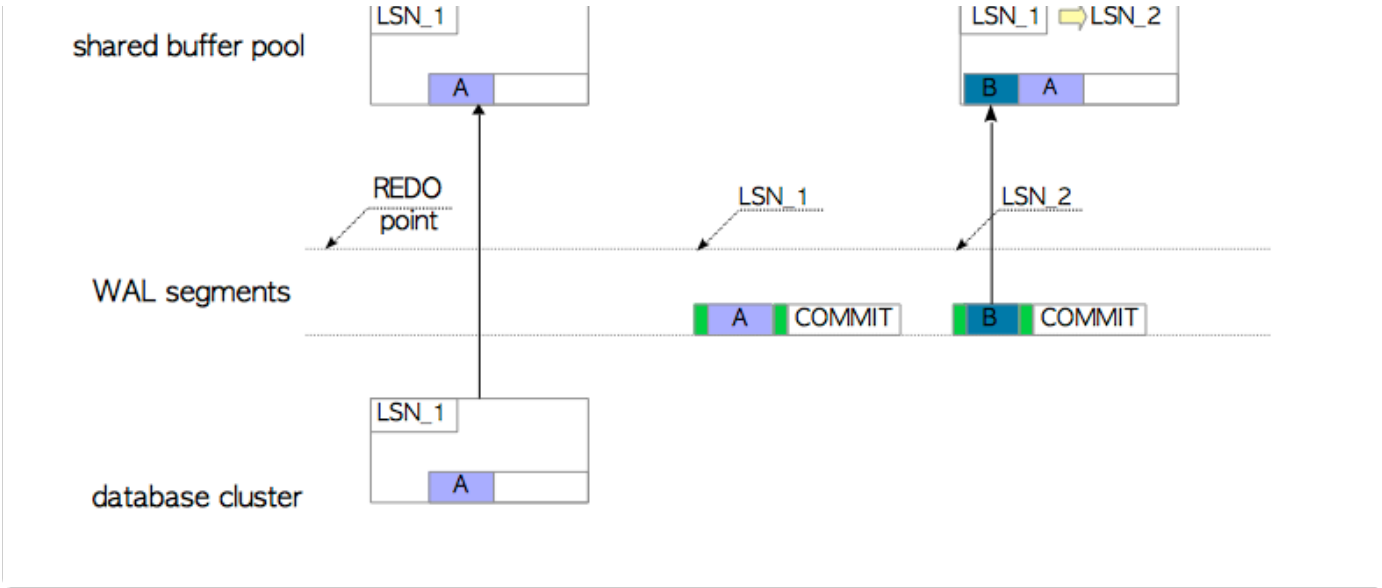 LSN_1
LSN_1 LSN_2
shared buffer pool
A
B A
REDO
point
LSN_1
LSN_2
WAL segments
A COMMIT
B COMMIT
LSN_1
A
database cluster